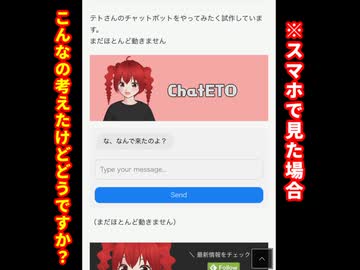 ※スマホで見た場合
こんなの考えたけどどうですか？
テトさんのチャットボットをやってみたく試作していま
す。
まだほとんど動きません
ChatETO
な、なんで来たのよ？
Type your message...
Send
（まだほとんど動きません）
＼ 最新情報をチェック
Follow